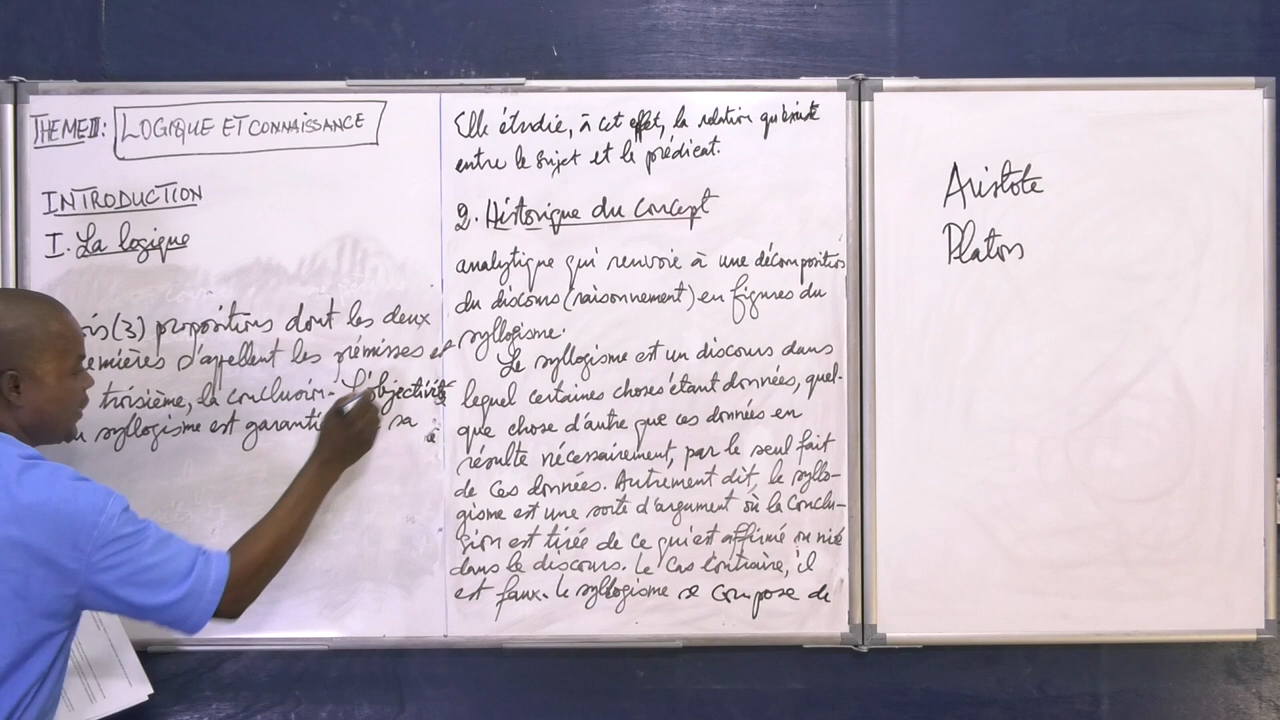 THEME II: LOGIQUE ET CONNAISSANCE
INTRODUCTION
I. La logique
(3) propositions dont les deux
s'appellent les prémisses et
troisième, la conclusion. L'objectivité
syllogisme est sa
Elle étudie, à cet effet, la relation qui existe
entre le sujet et le prédicat.
2. Historique du concept
analytique qui renvoie à une décomposition
du discours (raisonnement) en figures du
syllogisme.
Le syllogisme est un discours dans
lequel certaines choses étant données, quel-
que chose d'autre que ces données en
résulte nécessairement, par le seul fait
de ces données. Autrement dit, le syllo-
gisme est une sorte d'argument où la conclu-
sion est tirée de ce qui est affirmé ou nié
dans le discours. Le cas contraire, il
est faux. Le syllogisme se compose de
Aristote
Platon